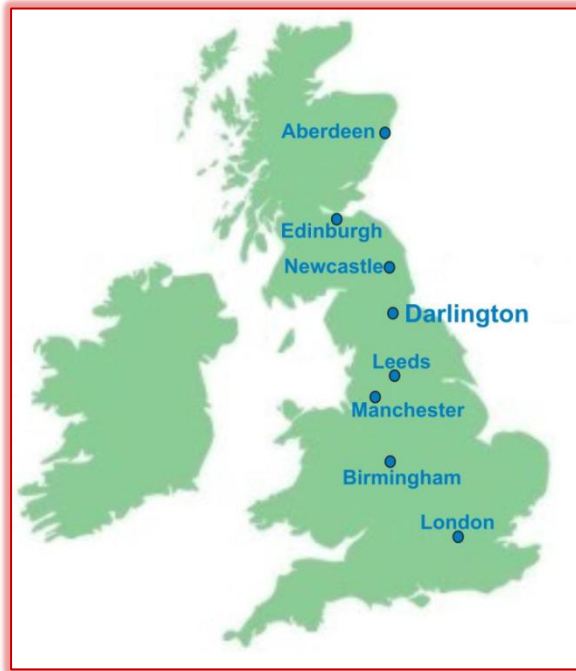 Aberdeen
Edinburgh
Newcastle
Darlington
Leeds
Manchester
Birmingham
London